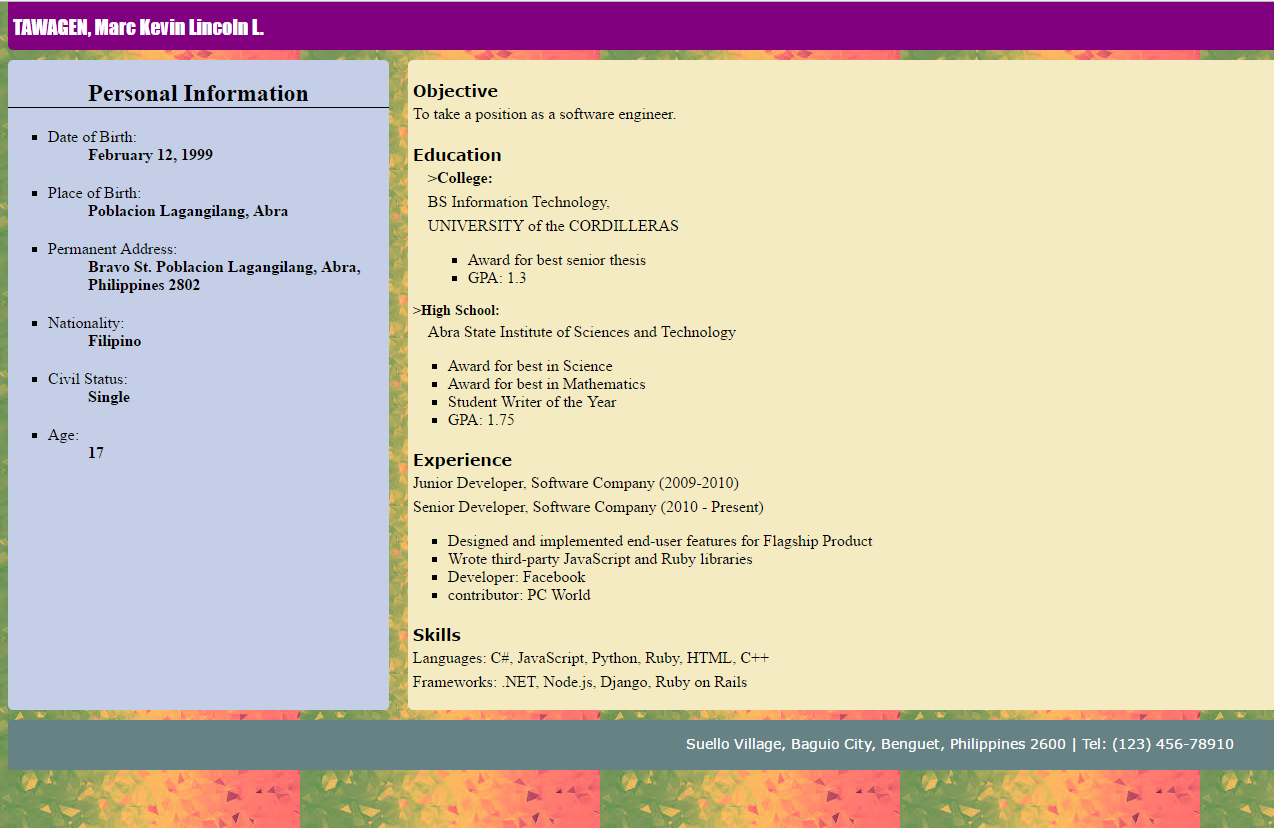 TAWAGEN, Marc Kevin Lincoln L.
Personal Information
Date of Birth:
February 12, 1999
Place of Birth:
Poblacion Lagangilang, Abra
Permanent Address:
Bravo St. Poblacion Lagangilang, Abra,
Philippines 2802
Nationality:
Filipino
Civil Status:
Single
Age:
17
Objective
To take a position as a software engineer.
Education
>College:
BS Information Technology,
UNIVERSITY of the CORDILLERAS
Award for best senior thesis
GPA: 1.3
>High School:
Abra State Institute of Sciences and Technology
Award for best in Science
Award for best in Mathematics
Student Writer of the Year
GPA: 1.75
Experience
Junior Developer, Software Company (2009-2010)
Senior Developer, Software Company (2010 - Present)
Designed and implemented end-user features for Flagship Product
Wrote third-party JavaScript and Ruby libraries
Developer: Facebook
contributor: PC World
Skills
Languages: C#, JavaScript, Python, Ruby, HTML, C++
Frameworks: .NET, Node.js, Django, Ruby on Rails
Suello Village, Baguio City, Benguet, Philippines 2600 | Tel: (123) 456-78910